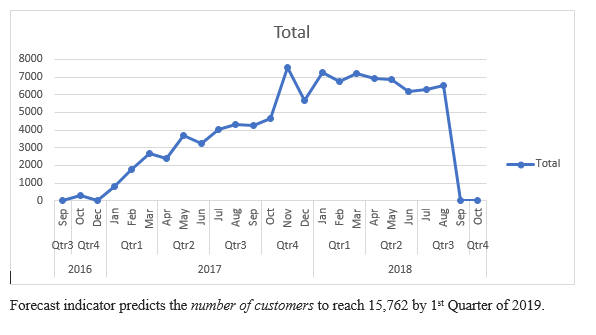 Total
8000
7000
6000
5000
4000
3000
2000
1000
0
Sep Oct Dec Jan Feb Mar Apr May Jun Jul Aug Sep Oct Nov Dec Jan Feb Mar Apr May Jun Jul Aug Sep Oct
Qtr3 Qtr4 Qtr1 Qtr2 Qtr3 Qtr4 Qtr1 Qtr2 Qtr3 Qtr4
2016 2017 2018
Total
Forecast indicator predicts the number of customers to reach 15,762 by 1st Quarter of 2019.